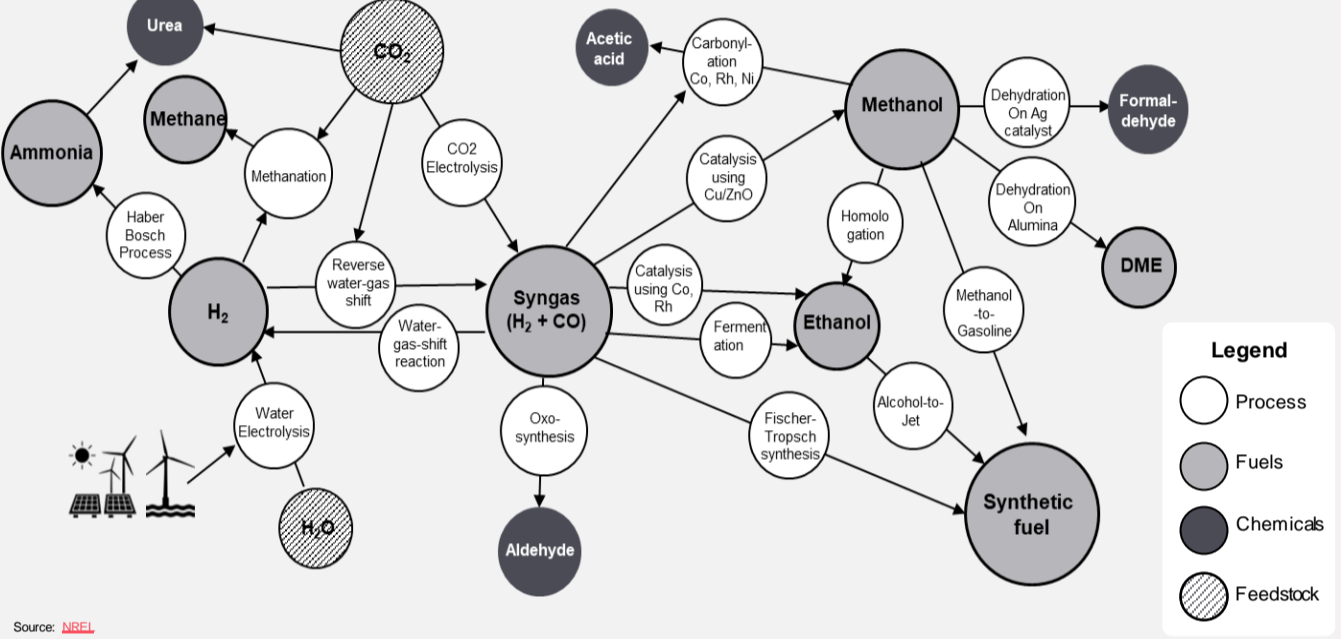 Urea
CO₂
Acetic
acid
Carbonyl-
ation
Co, Rh, Ni
Methanol
Dehydration
On Ag
catalyst
Formal-
dehyde
Methane
Ammonia
Methanation
CO2
Electrolysis
Catalysis
using
Cu/ZnO
Dehydration
On
Alumina
DME
Haber
Bosch
Process
Homolo
gation
H₂
Reverse
water-gas
shift
Syngas
(H₂ + CO)
Catalysis
using Co,
Rh
Ethanol
Methanol
-to-
Gasoline
Water-
gas-shift
reaction
Ferment
ation
Water
Electrolysis
Oxo-
synthesis
Fischer-
Tropsch
synthesis
Alcohol-to-
Jet
Synthetic
fuel
H₂O
Aldehyde
Legend
Process
Fuels
Chemicals
Feedstock
Source: NREL